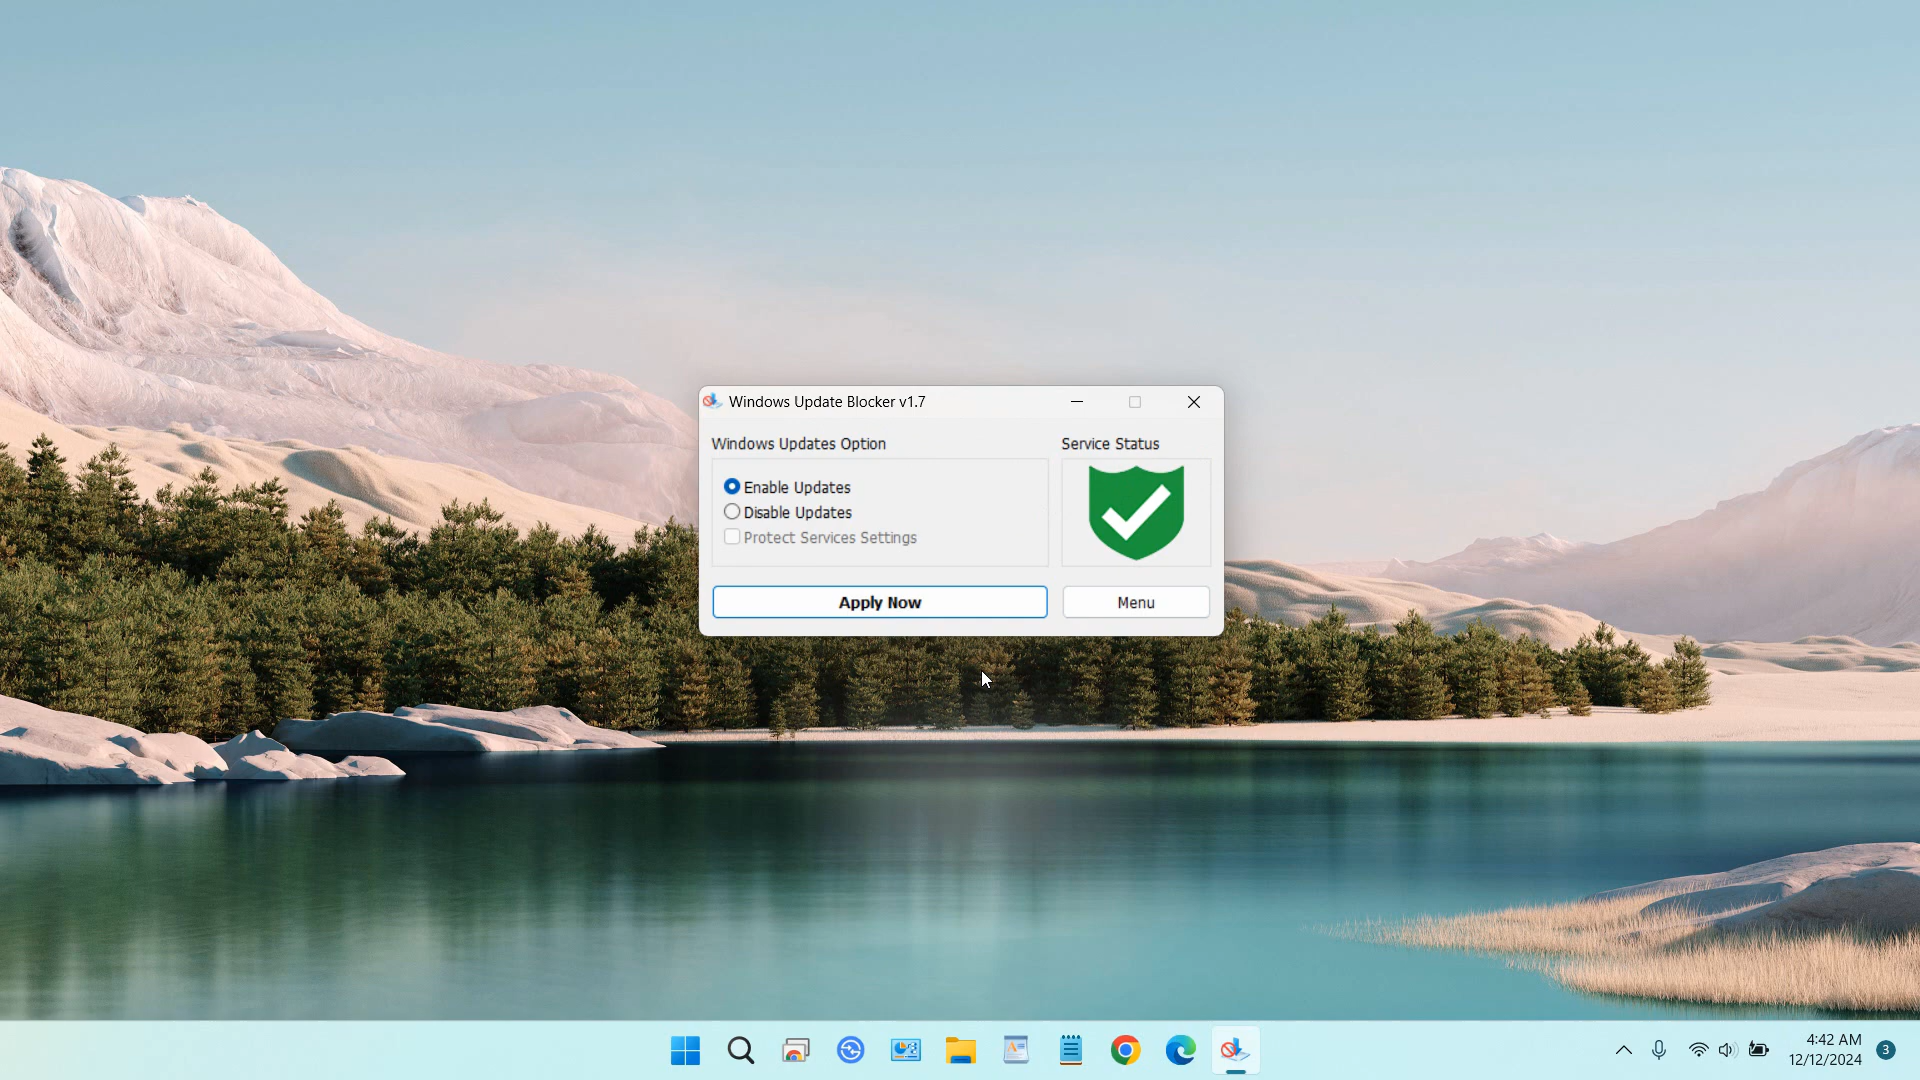 Windows Update Blocker v1.7
Windows Updates Option
Service Status
Enable Updates
Disable Updates
Protect Services Settings
Apply Now
Menu
4:42 AM
12/12/2024
3